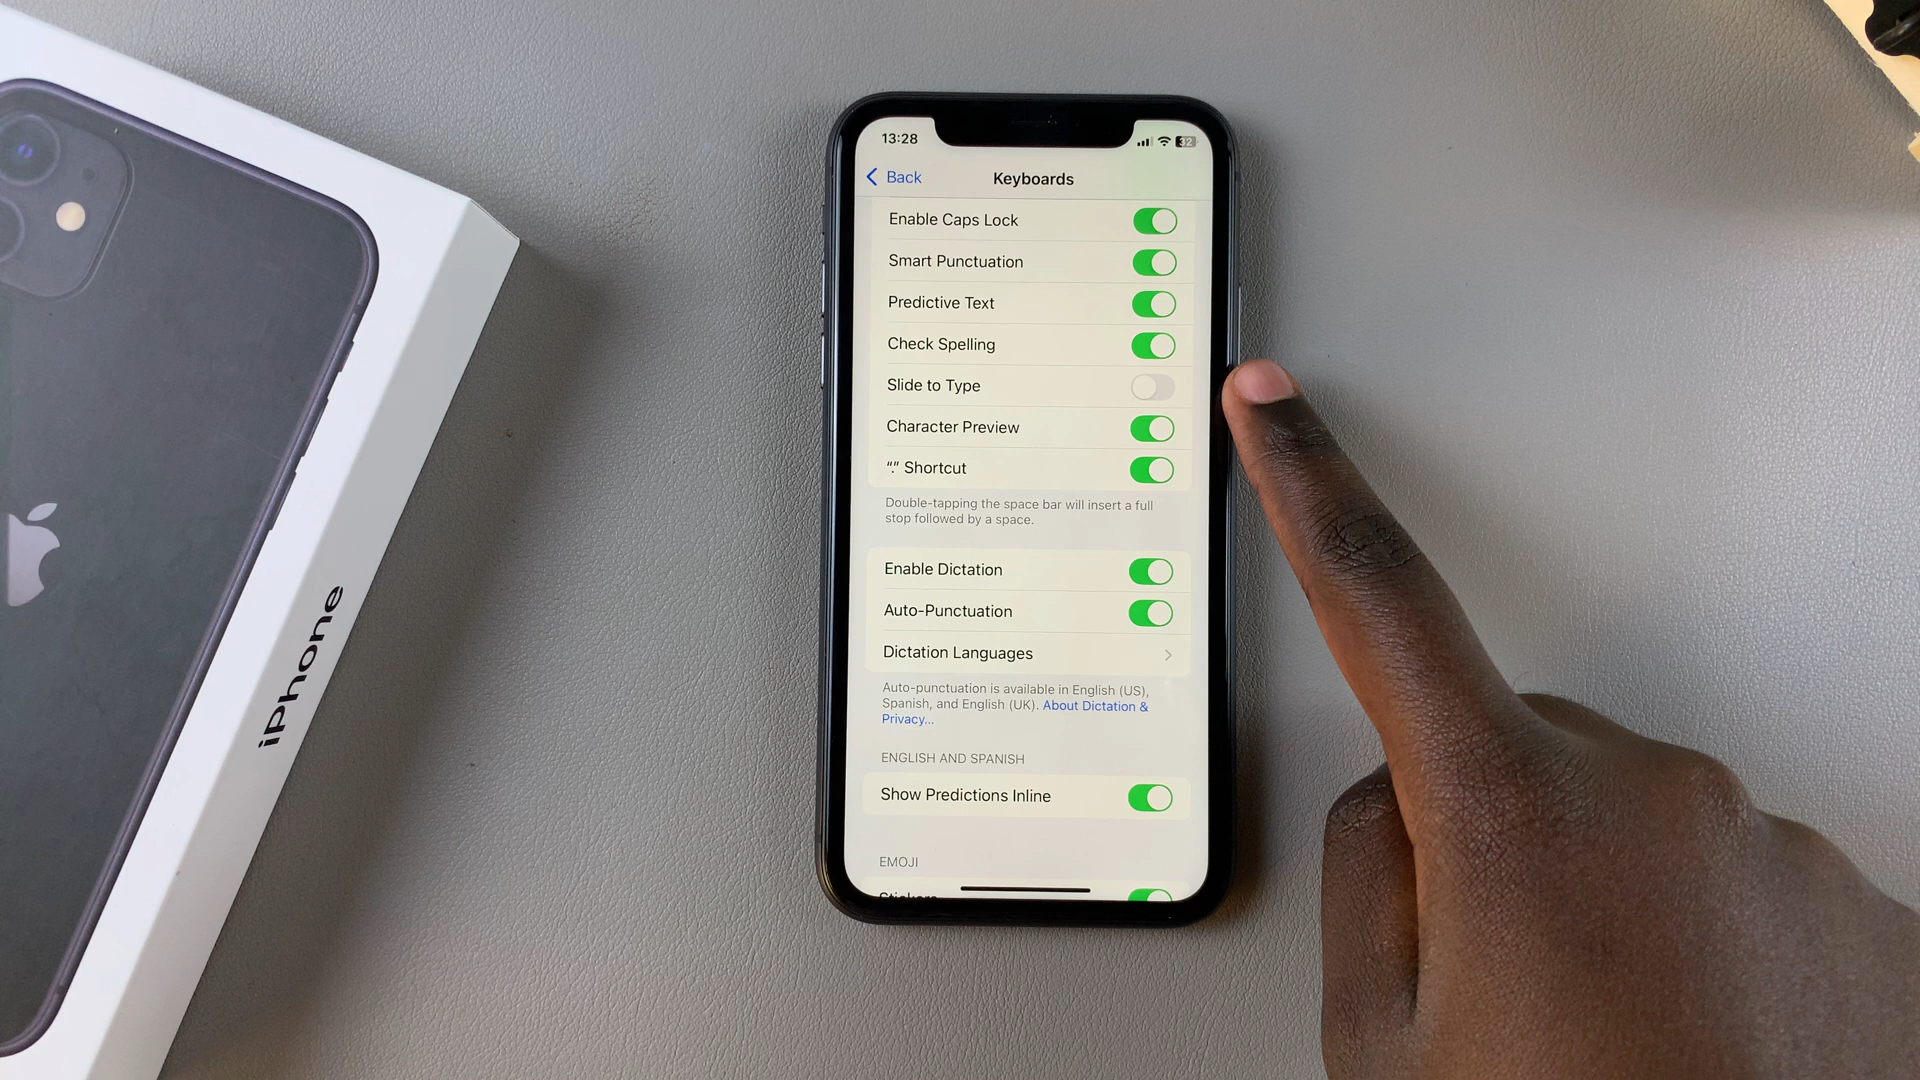 13:28
32
Back
Keyboards
Enable Caps Lock
Smart Punctuation
Predictive Text
Check Spelling
Slide to Type
Character Preview
“.” Shortcut
Double-tapping the space bar will insert a full
stop followed by a space.
Enable Dictation
Auto-Punctuation
Dictation Languages
Auto-punctuation is available in English (US),
Spanish, and English (UK). About Dictation &
Privacy...
ENGLISH AND SPANISH
Show Predictions Inline
EMOJI
Stickers
iPhone